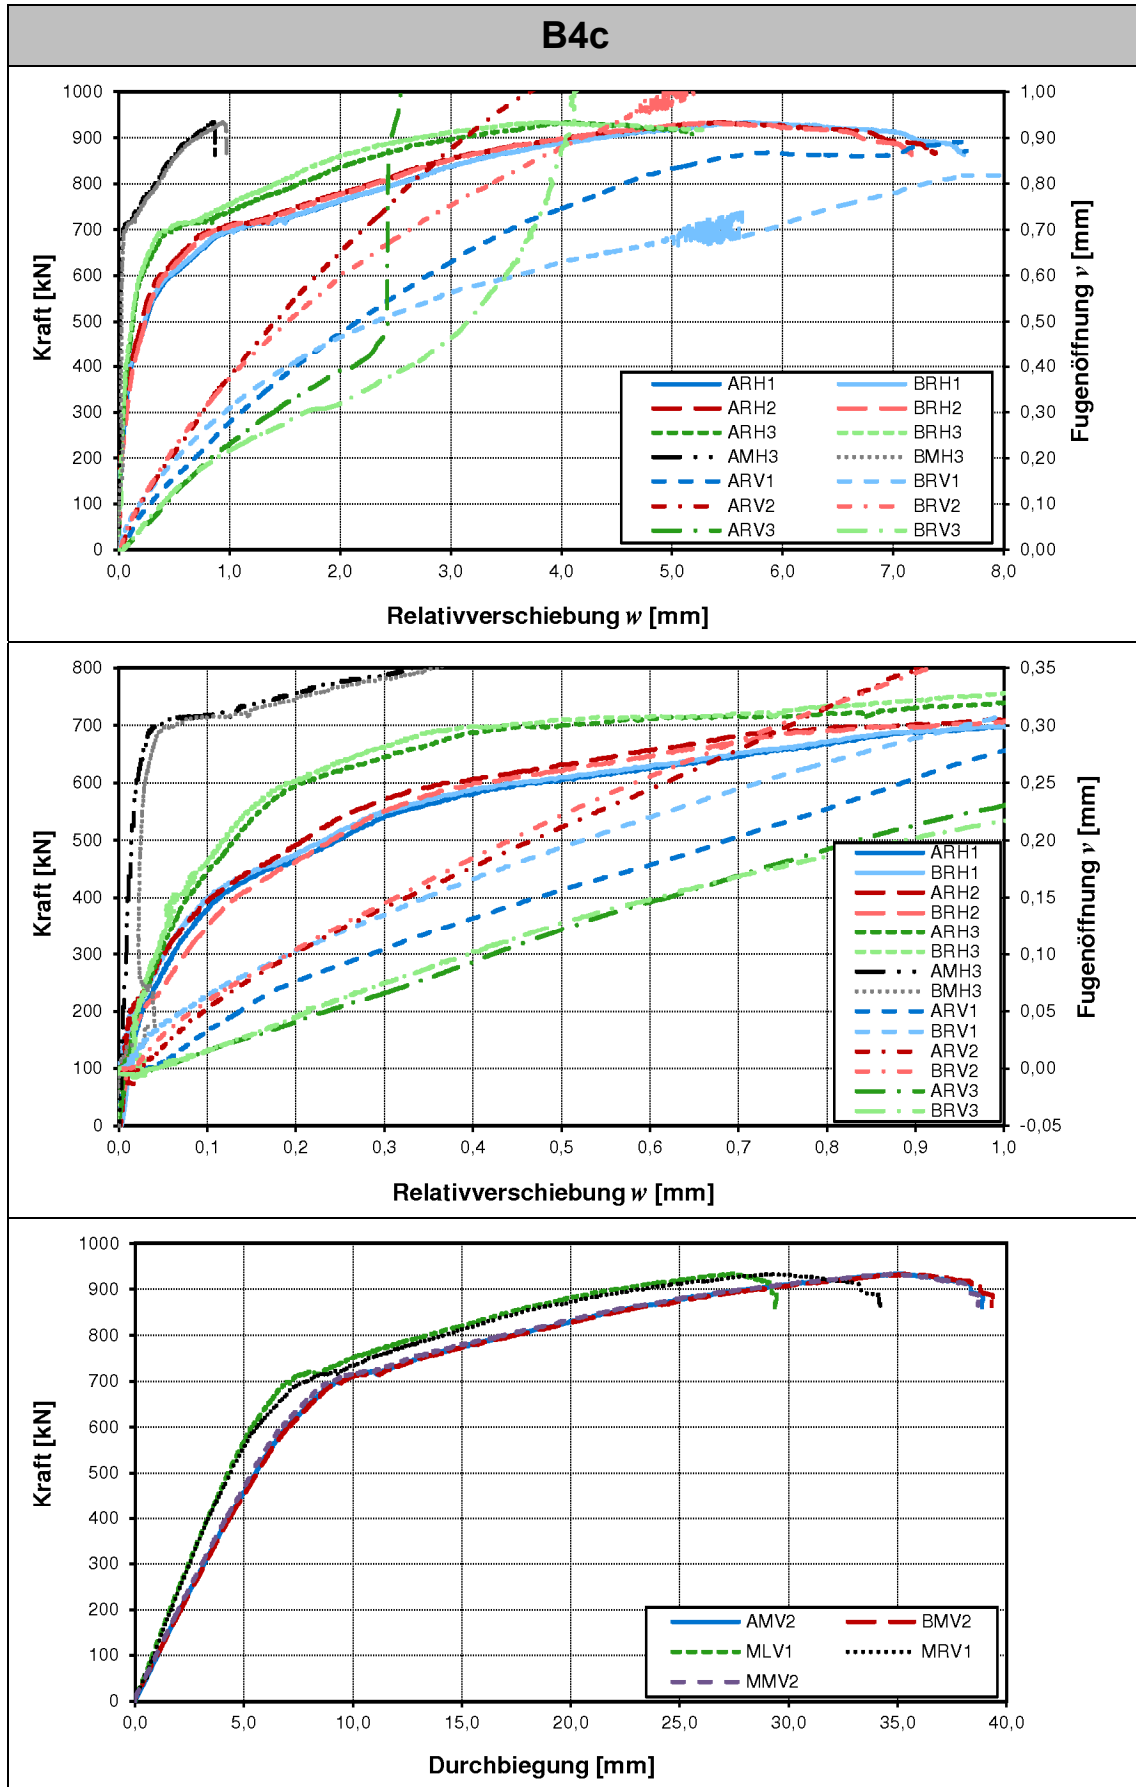 B4c
1000
900
800
700
600
500
400
300
200
100
0
Kraft [kN]
1,00
0,90
0,80
0,70
0,60
0,50
0,40
0,30
0,20
0,10
0,00
Fugenöffnung v [mm]
ARH1 BRH1
ARH2 BRH2
ARH3 BRH3
AMH3 BMH3
ARV1 BRV1
ARV2 BRV2
ARV3 BRV3
0,0 1,0 2,0 3,0 4,0 5,0 6,0 7,0 8,0
Relativverschiebung w [mm]
800
700
600
500
400
300
200
100
0
Kraft [kN]
0,35
0,30
0,25
0,20
0,15
0,10
0,05
0,00
-0,05
Fugenöffnung v [mm]
ARH1
BRH1
ARH2
BRH2
ARH3
BRH3
AMH3
BMH3
ARV1
BRV1
ARV2
BRV2
ARV3
BRV3
0,0 0,1 0,2 0,3 0,4 0,5 0,6 0,7 0,8 0,9 1,0
Relativverschiebung w [mm]
1000
900
800
700
600
500
400
300
200
100
0
Kraft [kN]
AMV2 BMV2
MLV1 MRV1
MMV2
0,0 5,0 10,0 15,0 20,0 25,0 30,0 35,0 40,0
Durchbiegung [mm]